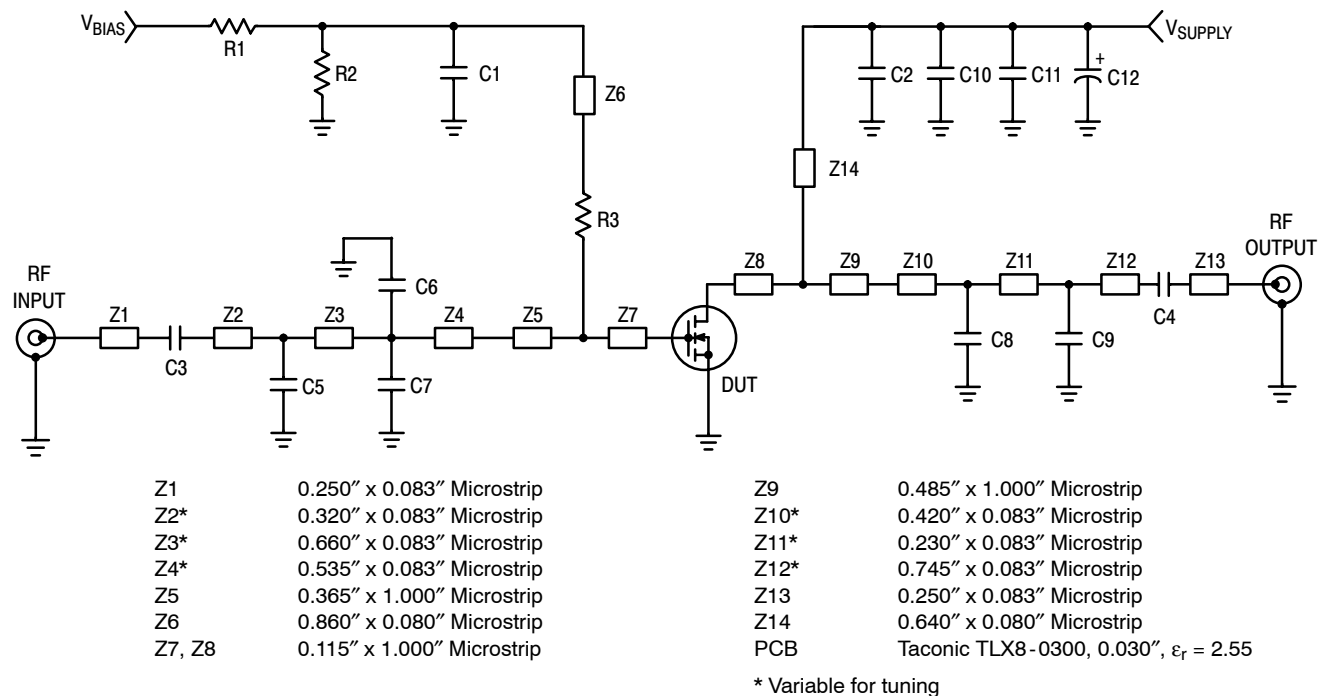 V_BIAS
R1
R2
C1
Z6
R3
V_SUPPLY
C2
C10
C11
+
C12
Z14
RF
INPUT
Z1
C3
Z2
C5
Z3
C6
C7
Z4
Z5
Z7
DUT
Z8
Z9
Z10
C8
Z11
C9
Z12
C4
Z13
RF
OUTPUT
Z1 0.250″ x 0.083″ Microstrip
Z2* 0.320″ x 0.083″ Microstrip
Z3* 0.660″ x 0.083″ Microstrip
Z4* 0.535″ x 0.083″ Microstrip
Z5 0.365″ x 1.000″ Microstrip
Z6 0.860″ x 0.080″ Microstrip
Z7, Z8 0.115″ x 1.000″ Microstrip
Z9 0.485″ x 1.000″ Microstrip
Z10* 0.420″ x 0.083″ Microstrip
Z11* 0.230″ x 0.083″ Microstrip
Z12* 0.745″ x 0.083″ Microstrip
Z13 0.250″ x 0.083″ Microstrip
Z14 0.640″ x 0.080″ Microstrip
PCB Taconic TLX8-0300, 0.030″, εr = 2.55
* Variable for tuning